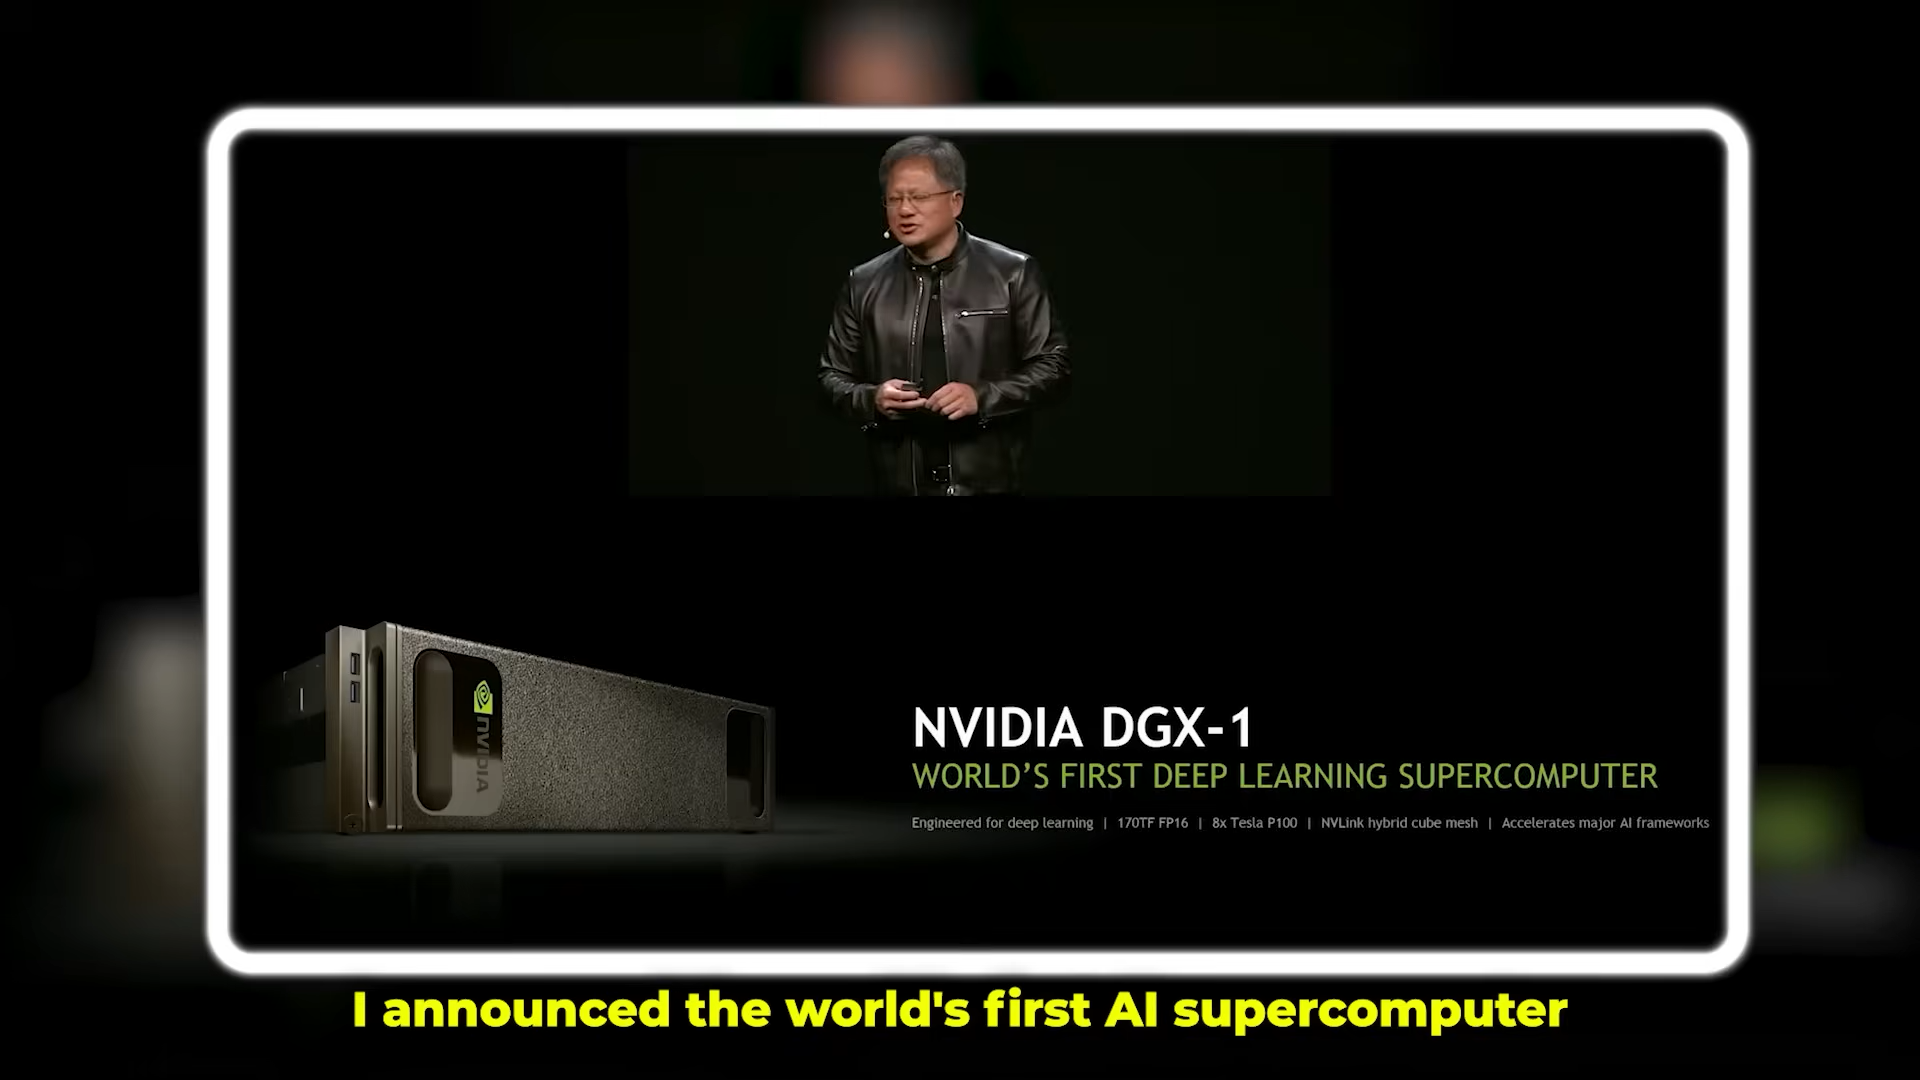 nVIDIA
NVIDIA DGX-1
WORLD'S FIRST DEEP LEARNING SUPERCOMPUTER
Engineered for deep learning | 170TF FP16 | 8x Tesla P100 | NVLink hybrid cube mesh | Accelerates major AI frameworks
I announced the world's first AI supercomputer